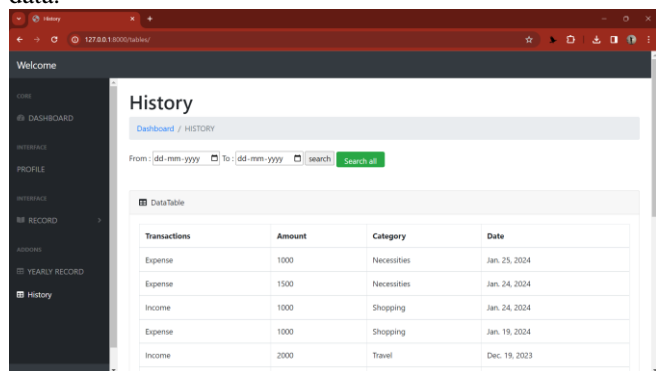 data.
History
127.0.0.1:8000/tables/
Welcome
CORE
DASHBOARD
INTERFACE
PROFILE
INTERFACE
RECORD
ADDONS
YEARLY RECORD
History
History
Dashboard / HISTORY
From : dd-mm-yyyy To : dd-mm-yyyy search Search all
DataTable
Transactions Amount Category Date
Expense 1000 Necessities Jan. 25, 2024
Expense 1500 Necessities Jan. 24, 2024
Income 1000 Shopping Jan. 24, 2024
Expense 1000 Shopping Jan. 19, 2024
Income 2000 Travel Dec. 19, 2023